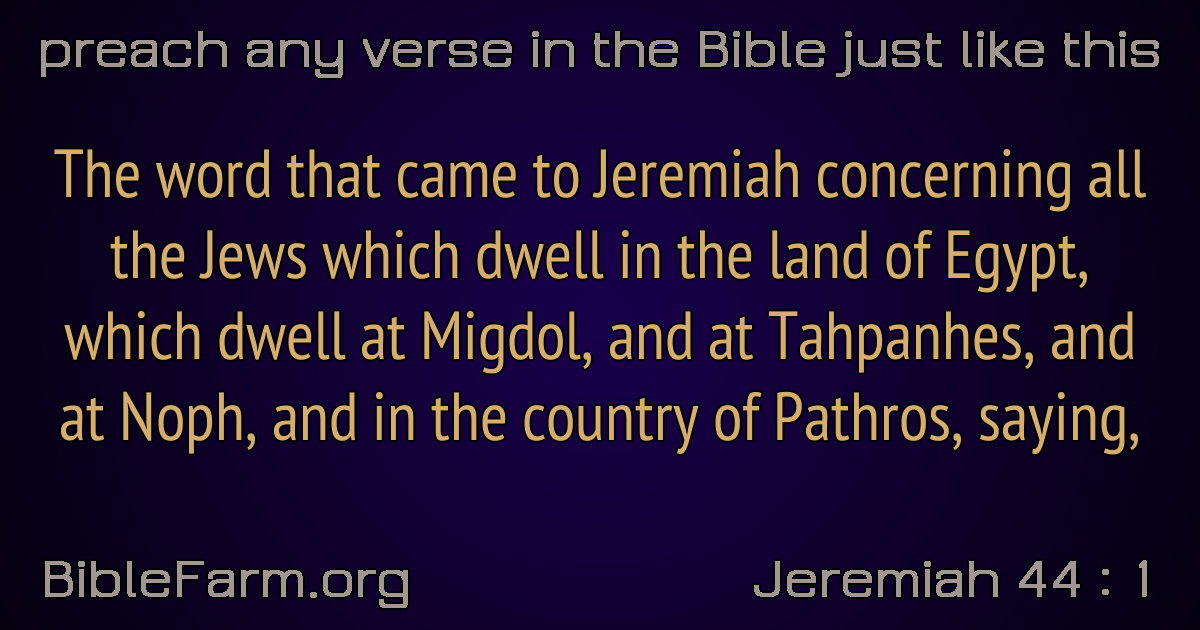 preach any verse in the Bible just like this
The word that came to Jeremiah concerning all
the Jews which dwell in the land of Egypt,
which dwell at Migdol, and at Tahpanhes, and
at Noph, and in the country of Pathros, saying,
BibleFarm.org
Jeremiah 44 : 1